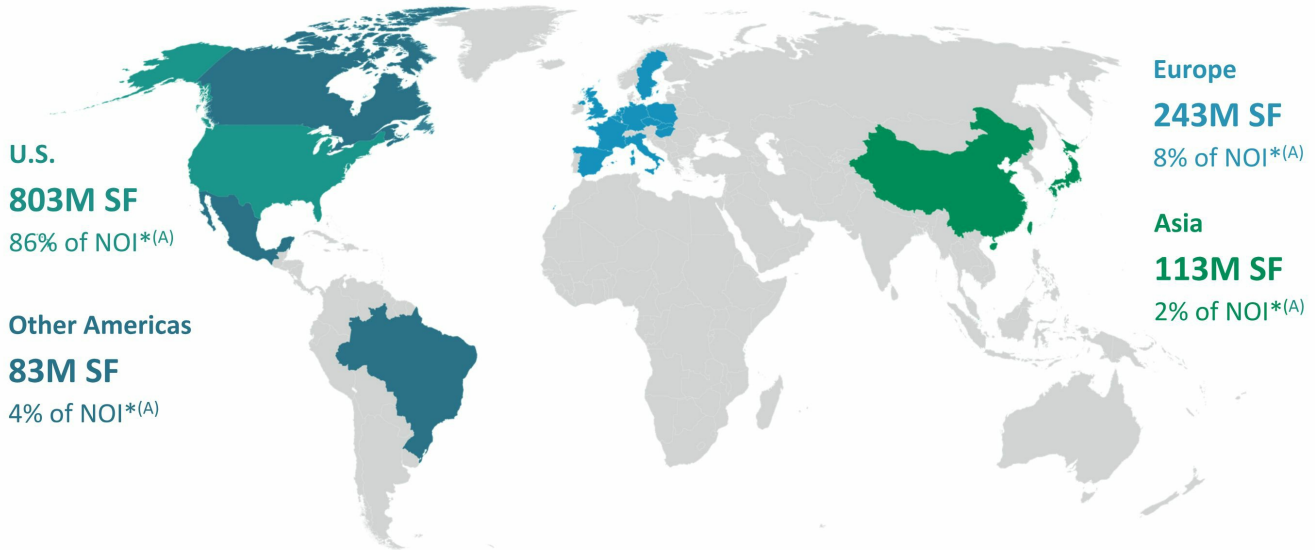 U.S.
803M SF
86% of NOI*(A)
Other Americas
83M SF
4% of NOI*(A)
Europe
243M SF
8% of NOI*(A)
Asia
113M SF
2% of NOI*(A)